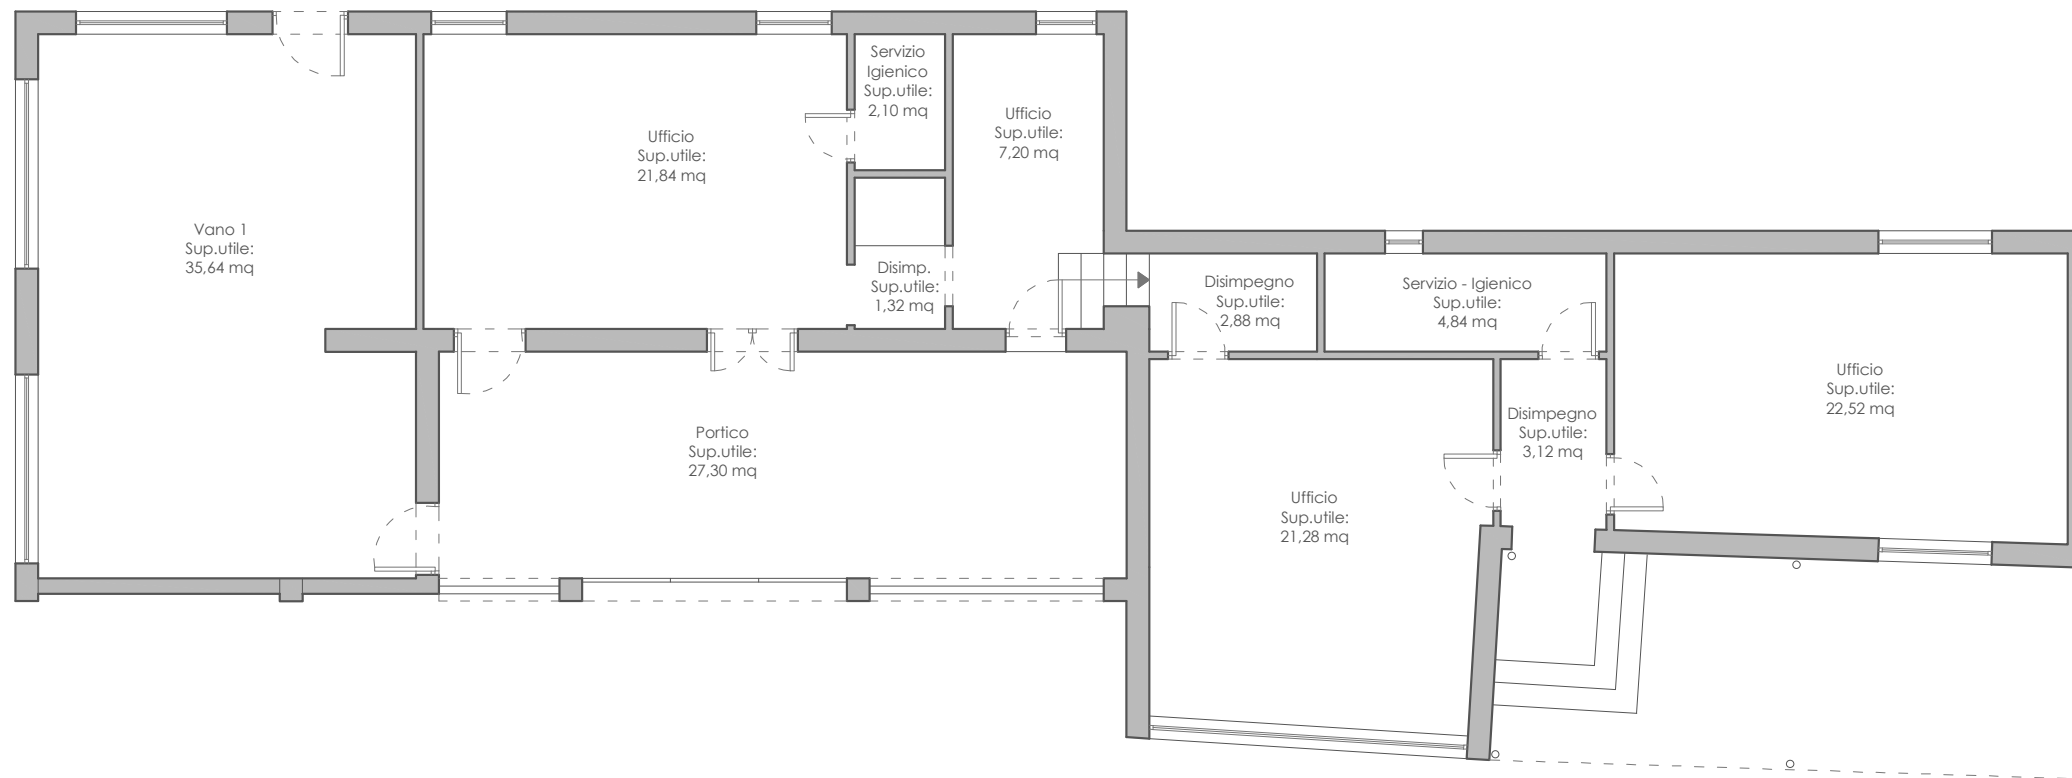 Vano 1
Sup.utile:
35,64 mq
Ufficio
Sup.utile:
21,84 mq
Servizio
Igienico
Sup.utile:
2,10 mq
Ufficio
Sup.utile:
7,20 mq
Disimp.
Sup.utile:
1,32 mq
Portico
Sup.utile:
27,30 mq
Disimpegno
Sup.utile:
2,88 mq
Servizio - Igienico
Sup.utile:
4,84 mq
Ufficio
Sup.utile:
21,28 mq
Disimpegno
Sup.utile:
3,12 mq
Ufficio
Sup.utile:
22,52 mq